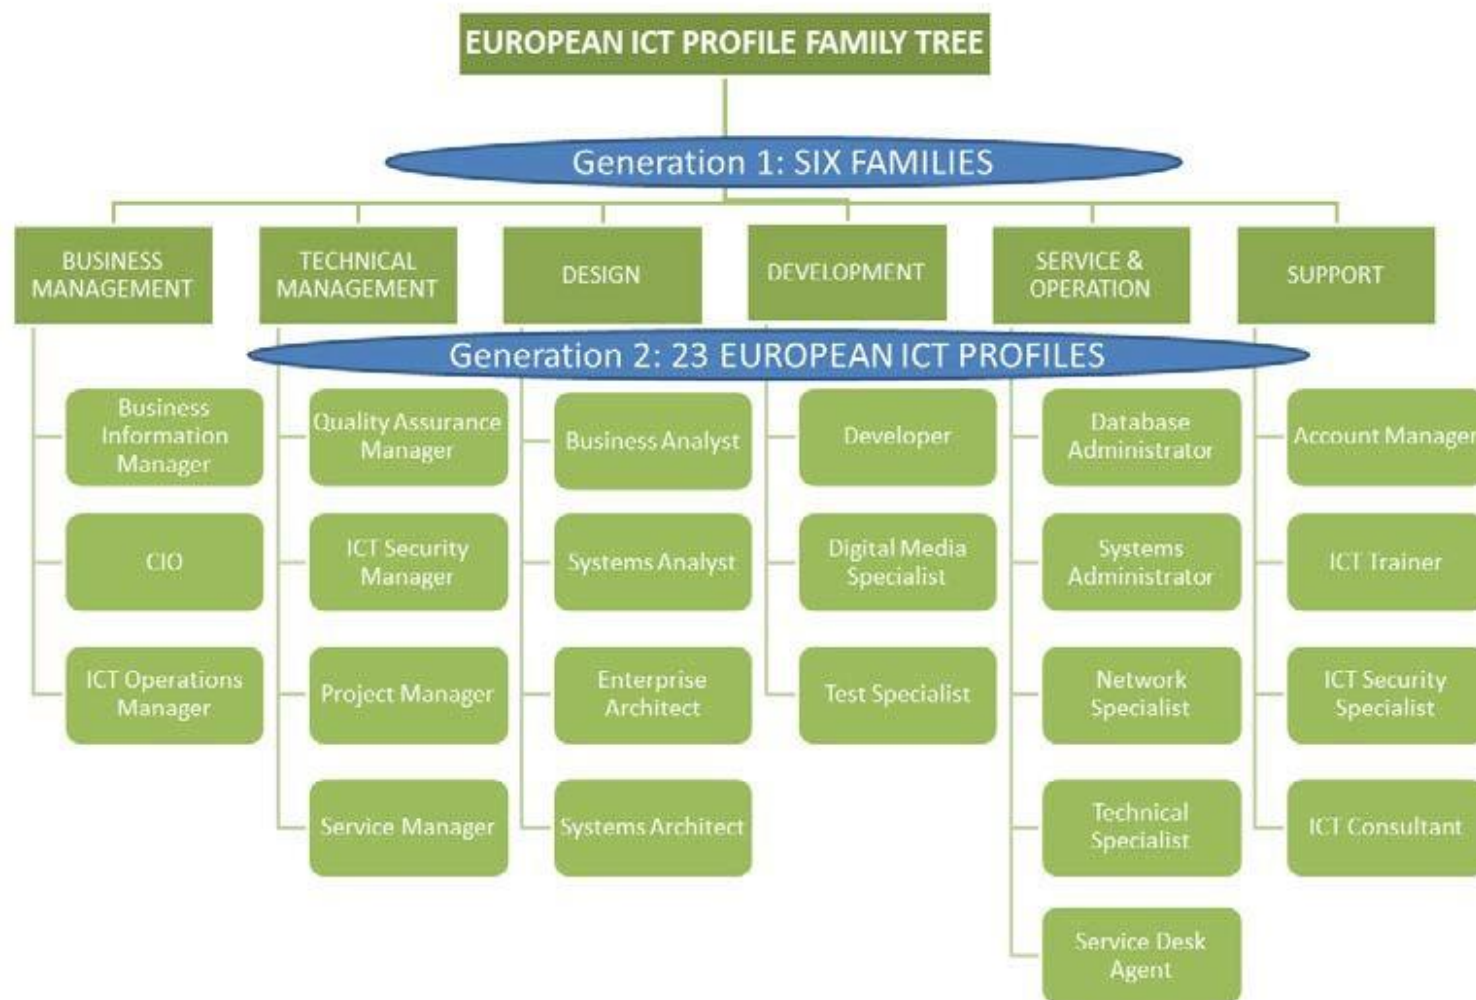 EUROPEAN ICT PROFILE FAMILY TREE
Generation 1: SIX FAMILIES
BUSINESS
MANAGEMENT
TECHNICAL
MANAGEMENT
DESIGN
DEVELOPMENT
SERVICE &
OPERATION
SUPPORT
Generation 2: 23 EUROPEAN ICT PROFILES
Business
Information
Manager
CIO
ICT Operations
Manager
Quality Assurance
Manager
ICT Security
Manager
Project Manager
Service Manager
Business Analyst
Systems Analyst
Enterprise
Architect
Systems Architect
Developer
Digital Media
Specialist
Test Specialist
Database
Administrator
Systems
Administrator
Network
Specialist
Technical
Specialist
Service Desk
Agent
Account Manager
ICT Trainer
ICT Security
Specialist
ICT Consultant